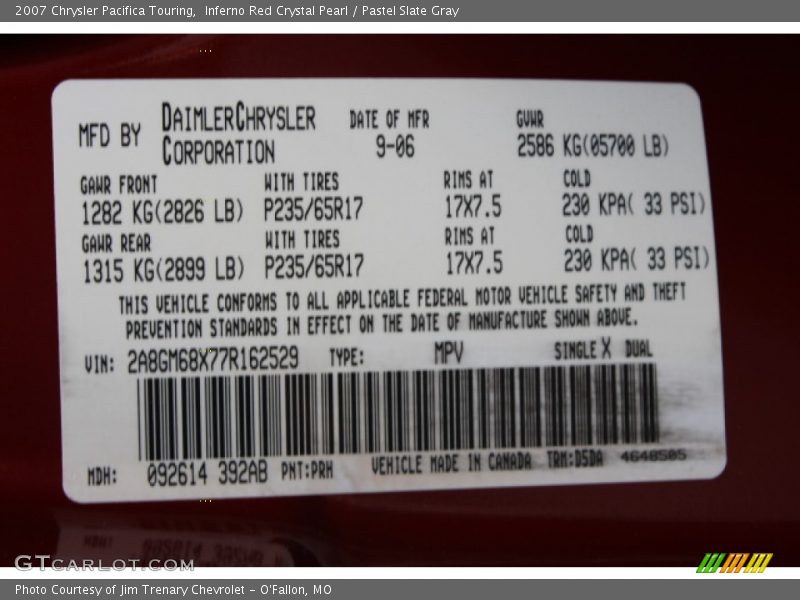 2007 Chrysler Pacifica Touring,  Inferno Red Crystal Pearl / Pastel Slate Gray
MFD BY DAIMLERCHRYSLER CORPORATION DATE OF MFR 9-06 GVWR 2586 KG(05700 LB)
GAWR FRONT WITH TIRES RIMS AT COLD
1282 KG(2826 LB) P235/65R17 17X7.5 230 KPA( 33 PSI)
GAWR REAR WITH TIRES RIMS AT COLD
1315 KG(2899 LB) P235/65R17 17X7.5 230 KPA( 33 PSI)
THIS VEHICLE CONFORMS TO ALL APPLICABLE FEDERAL MOTOR VEHICLE SAFETY AND THEFT
PREVENTION STANDARDS IN EFFECT ON THE DATE OF MANUFACTURE SHOWN ABOVE.
VIN: 2A8GM68X77R162529 TYPE: MPV SINGLE X DUAL
MDH: 092614 392AB PNT:PRH VEHICLE MADE IN CANADA TRM:D5DA 4648505
GTCARLOT.COM
Photo Courtesy of Jim Trenary Chevrolet - O'Fallon, MO